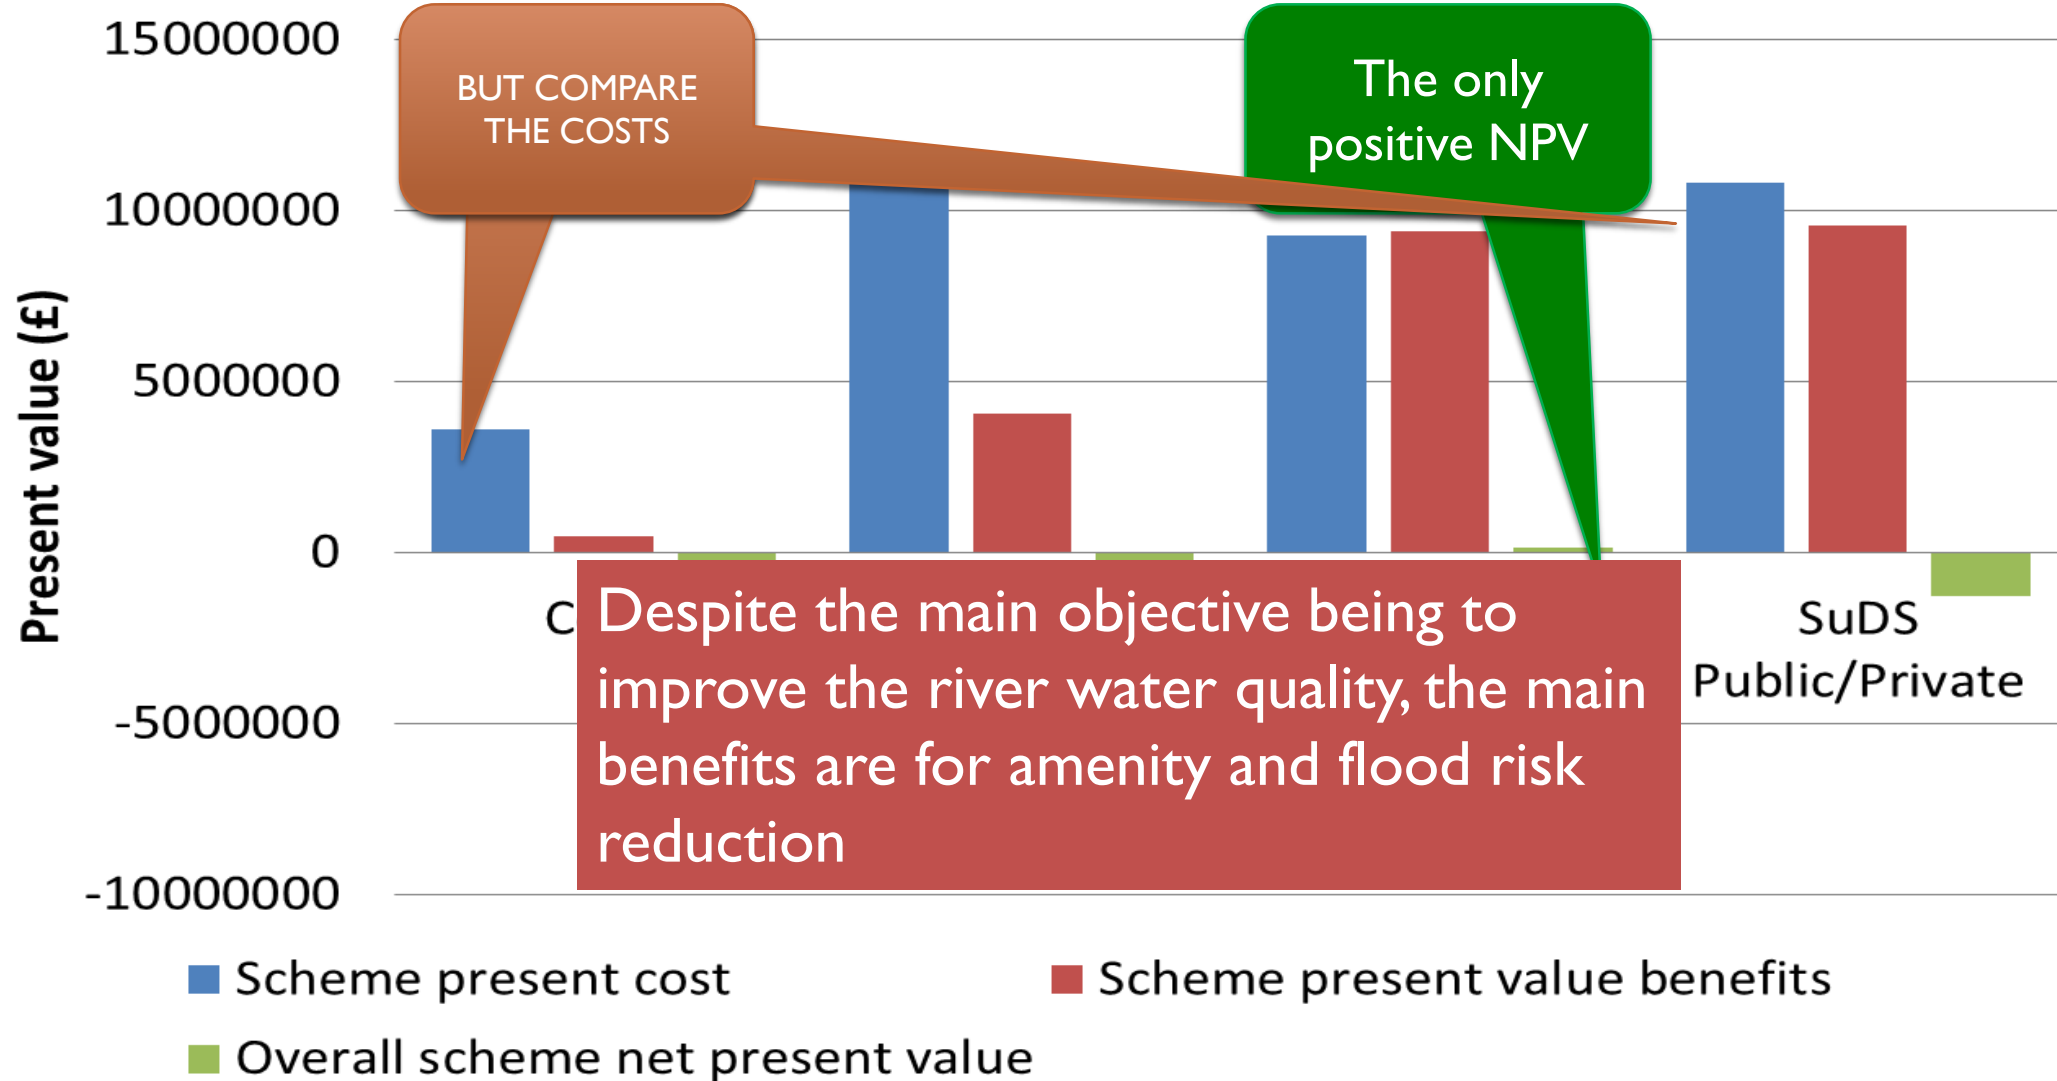 BUT COMPARE
THE COSTS
The only
positive NPV
15000000
10000000
5000000
0
-5000000
-10000000
Present value (£)
Despite the main objective being to
improve the river water quality, the main
benefits are for amenity and flood risk
reduction
SuDS
Public/Private
Scheme present cost
Scheme present value benefits
Overall scheme net present value